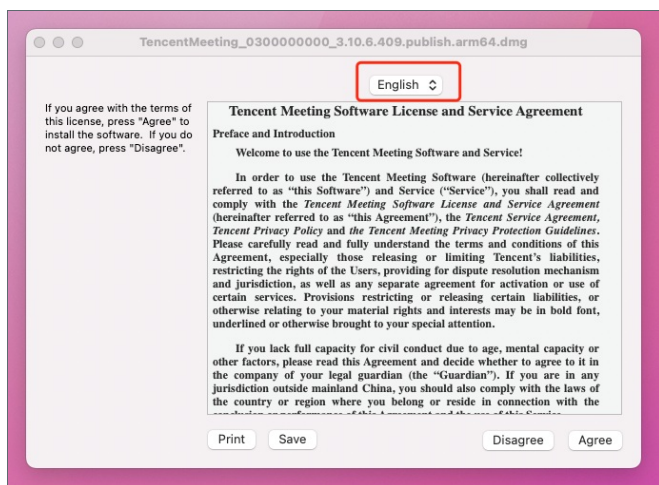 TencentMeeting_0300000000_3.10.6.409.publish.arm64.dmg
English
If you agree with the terms of
this license, press "Agree" to
install the software. If you do
not agree, press "Disagree".
Tencent Meeting Software License and Service Agreement
Preface and Introduction
Welcome to use the Tencent Meeting Software and Service!
In order to use the Tencent Meeting Software (hereinafter collectively
referred to as “this Software”) and Service (“Service”), you shall read and
comply with the Tencent Meeting Software License and Service Agreement
(hereinafter referred to as “this Agreement”), the Tencent Service Agreement,
Tencent Privacy Policy and the Tencent Meeting Privacy Protection Guidelines.
Please carefully read and fully understand the terms and conditions of this
Agreement, especially those releasing or limiting Tencent’s liabilities,
restricting the rights of the Users, providing for dispute resolution mechanism
and jurisdiction, as well as any separate agreement for activation or use of
certain services. Provisions restricting or releasing certain liabilities, or
otherwise relating to your material rights and interests may be in bold font,
underlined or otherwise brought to your special attention.
If you lack full capacity for civil conduct due to age, mental capacity or
other factors, please read this Agreement and decide whether to agree to it in
the company of your legal guardian (the “Guardian”). If you are in any
jurisdiction outside mainland China, you should also comply with the laws of
the country or region where you belong or reside in connection with the
Print Save Disagree Agree